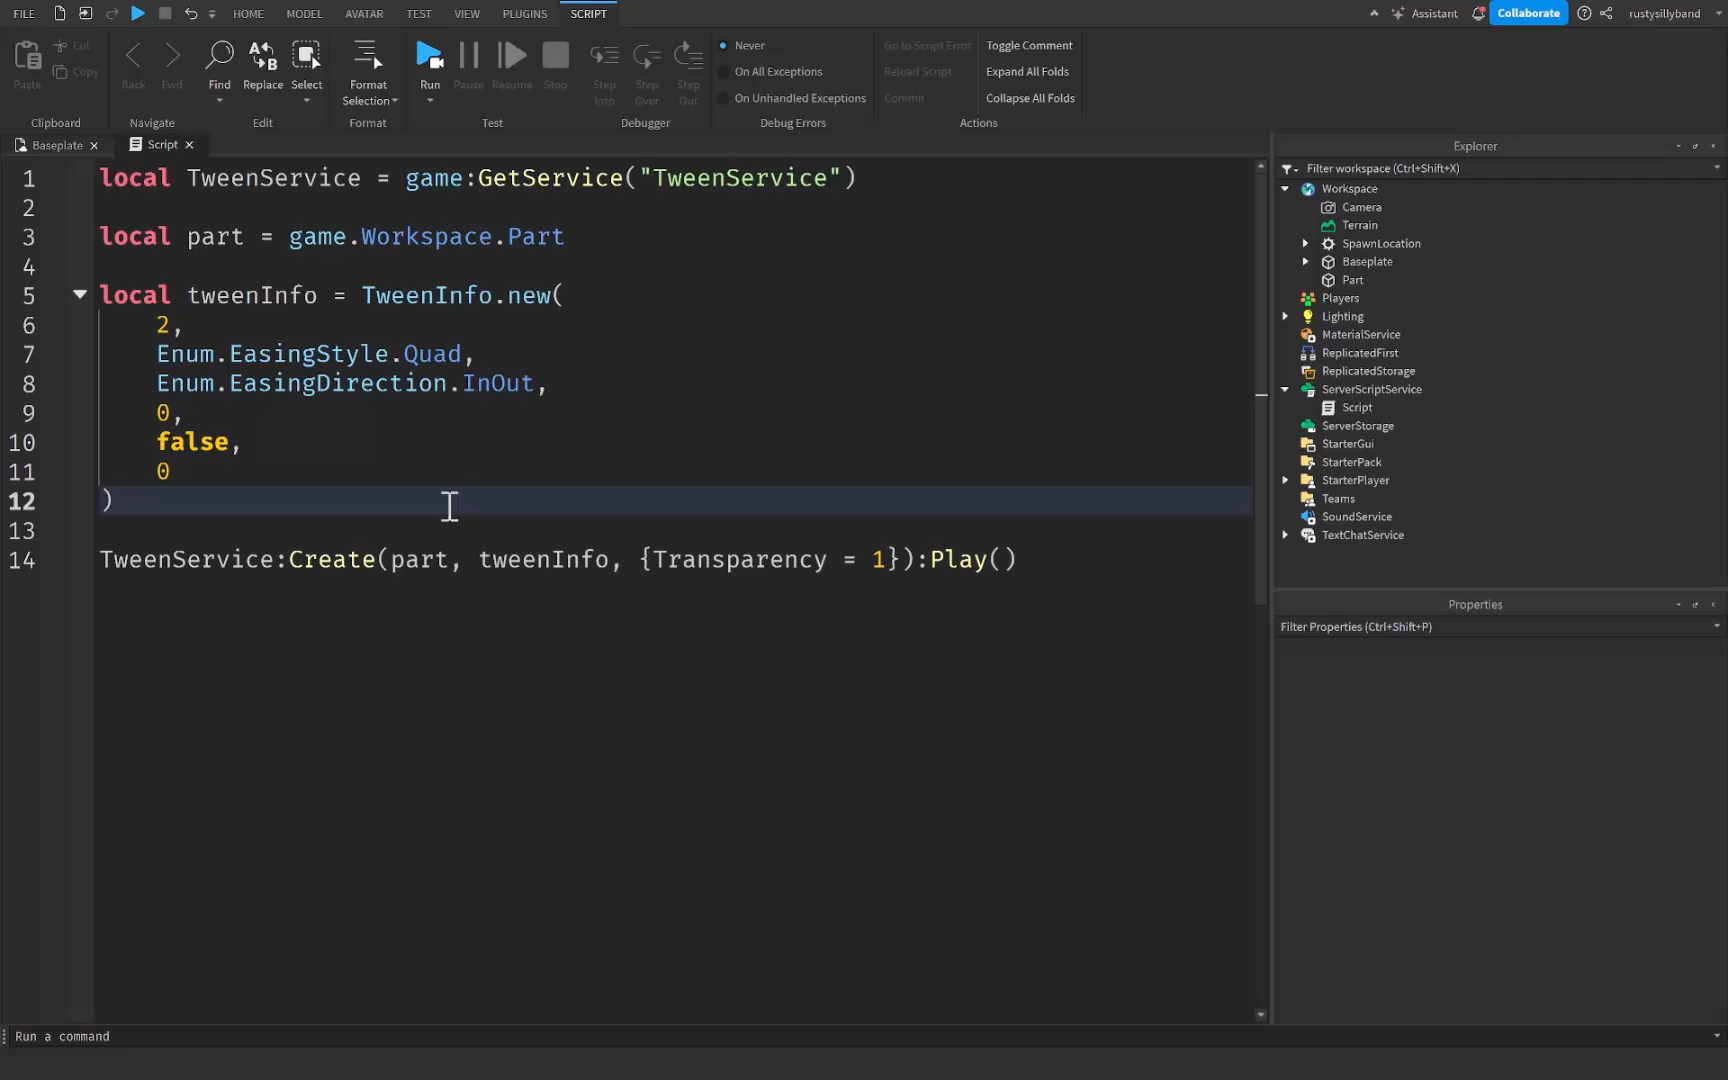 FILE HOME MODEL AVATAR TEST VIEW PLUGINS SCRIPT Assistant Collaborate rustysillyband
Paste Cut Copy Back Fwd Find Replace Select Format Selection Run Pause Resume Stop Step Into Step Over Step Out
Never
On All Exceptions
On Unhandled Exceptions
Go to Script Error
Reload Script
Commit
Toggle Comment
Expand All Folds
Collapse All Folds
Clipboard Navigate Edit Format Test Debugger Debug Errors Actions
Baseplate Script
1 local TweenService = game:GetService("TweenService")
2
3 local part = game.Workspace.Part
4
5 local tweenInfo = TweenInfo.new(
6 2,
7 Enum.EasingStyle.Quad,
8 Enum.EasingDirection.InOut,
9 0,
10 false,
11 0
12 )
13
14 TweenService:Create(part, tweenInfo, {Transparency = 1}):Play()
Explorer
Filter workspace (Ctrl+Shift+X)
Workspace
Camera
Terrain
SpawnLocation
Baseplate
Part
Players
Lighting
MaterialService
ReplicatedFirst
ReplicatedStorage
ServerScriptService
Script
ServerStorage
StarterGui
StarterPack
StarterPlayer
Teams
SoundService
TextChatService
Properties
Filter Properties (Ctrl+Shift+P)
Run a command